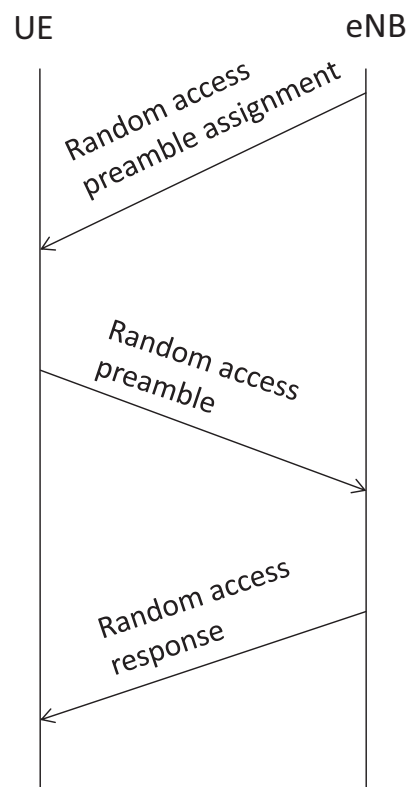 UE
eNB
Random access
preamble assignment
Random access
preamble
Random access
response